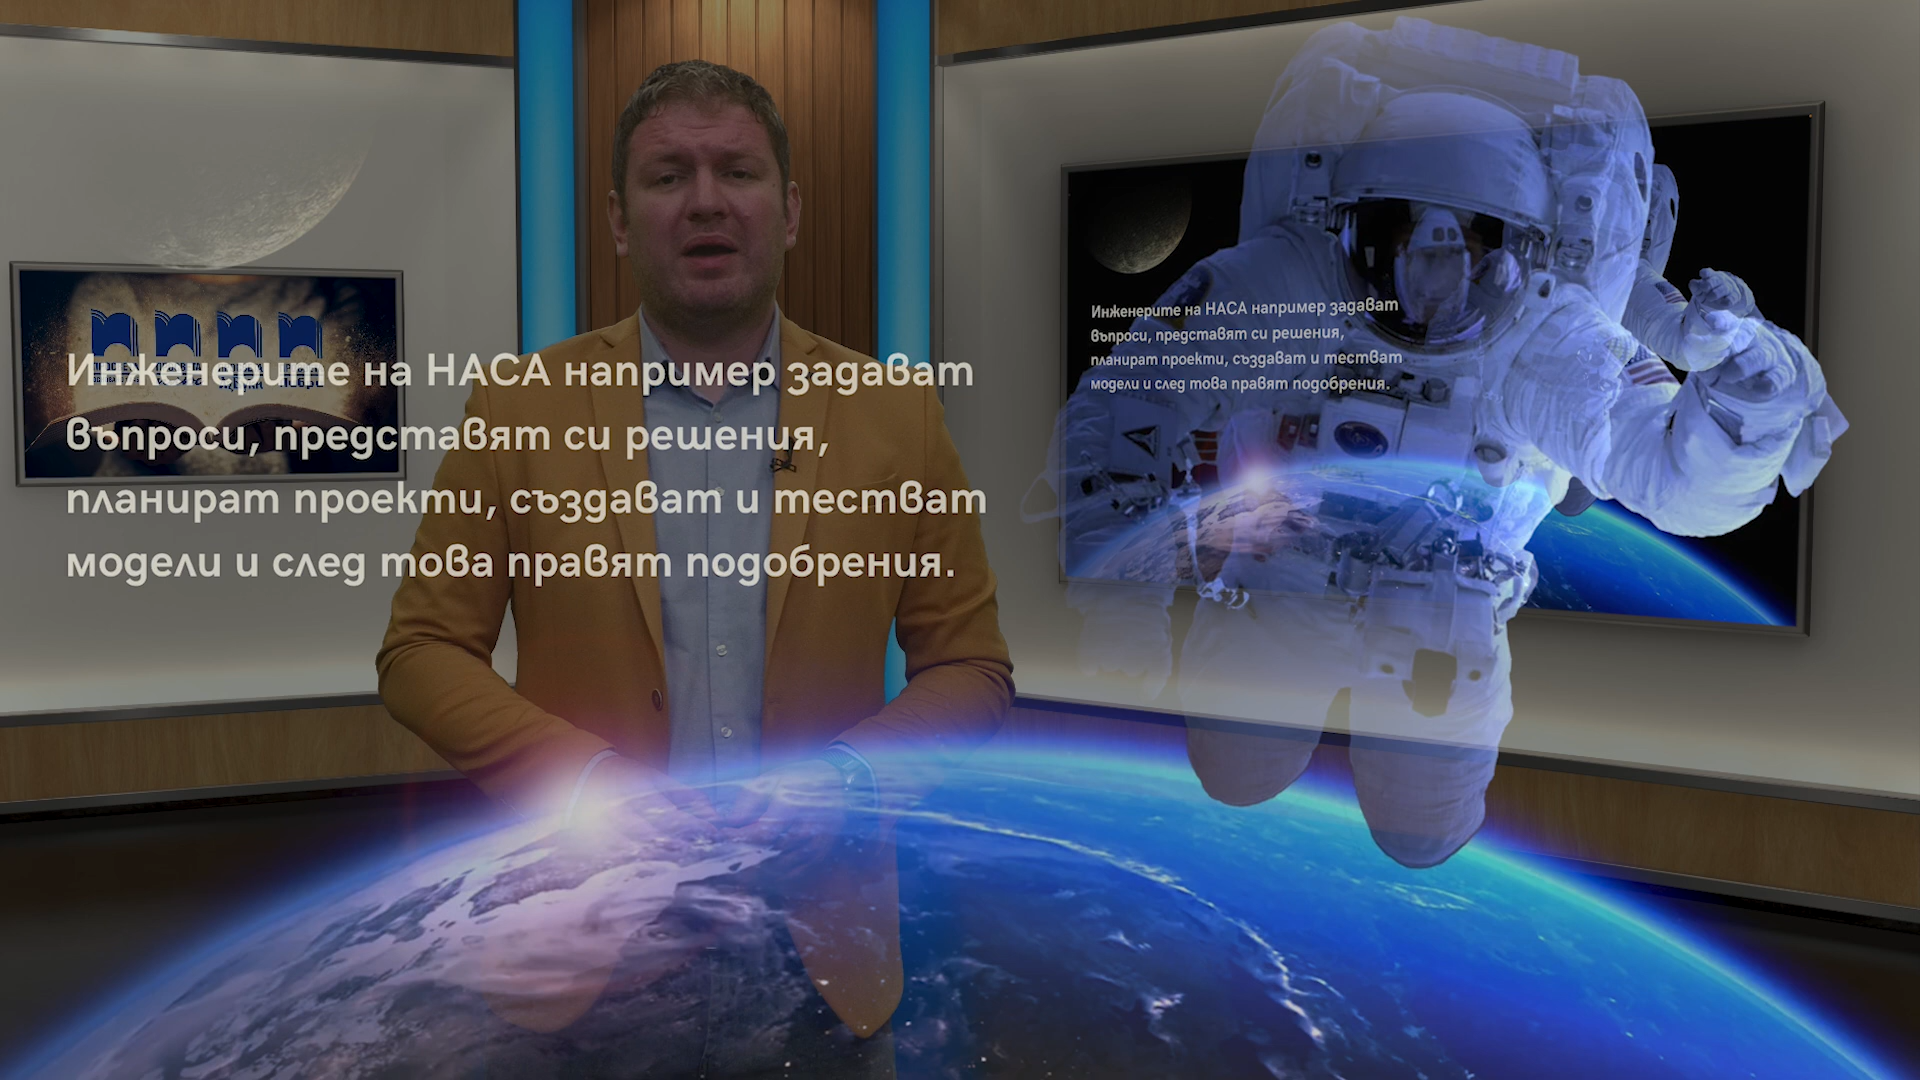 Инженерите на НАСА например задават
въпроси, представят си решения,
планират проекти, създават и тестват
модели и след това правят подобрения.
Инженерите на НАСА например задават
въпроси, представят си решения,
планират проекти, създават и тестват
модели и след това правят подобрения.